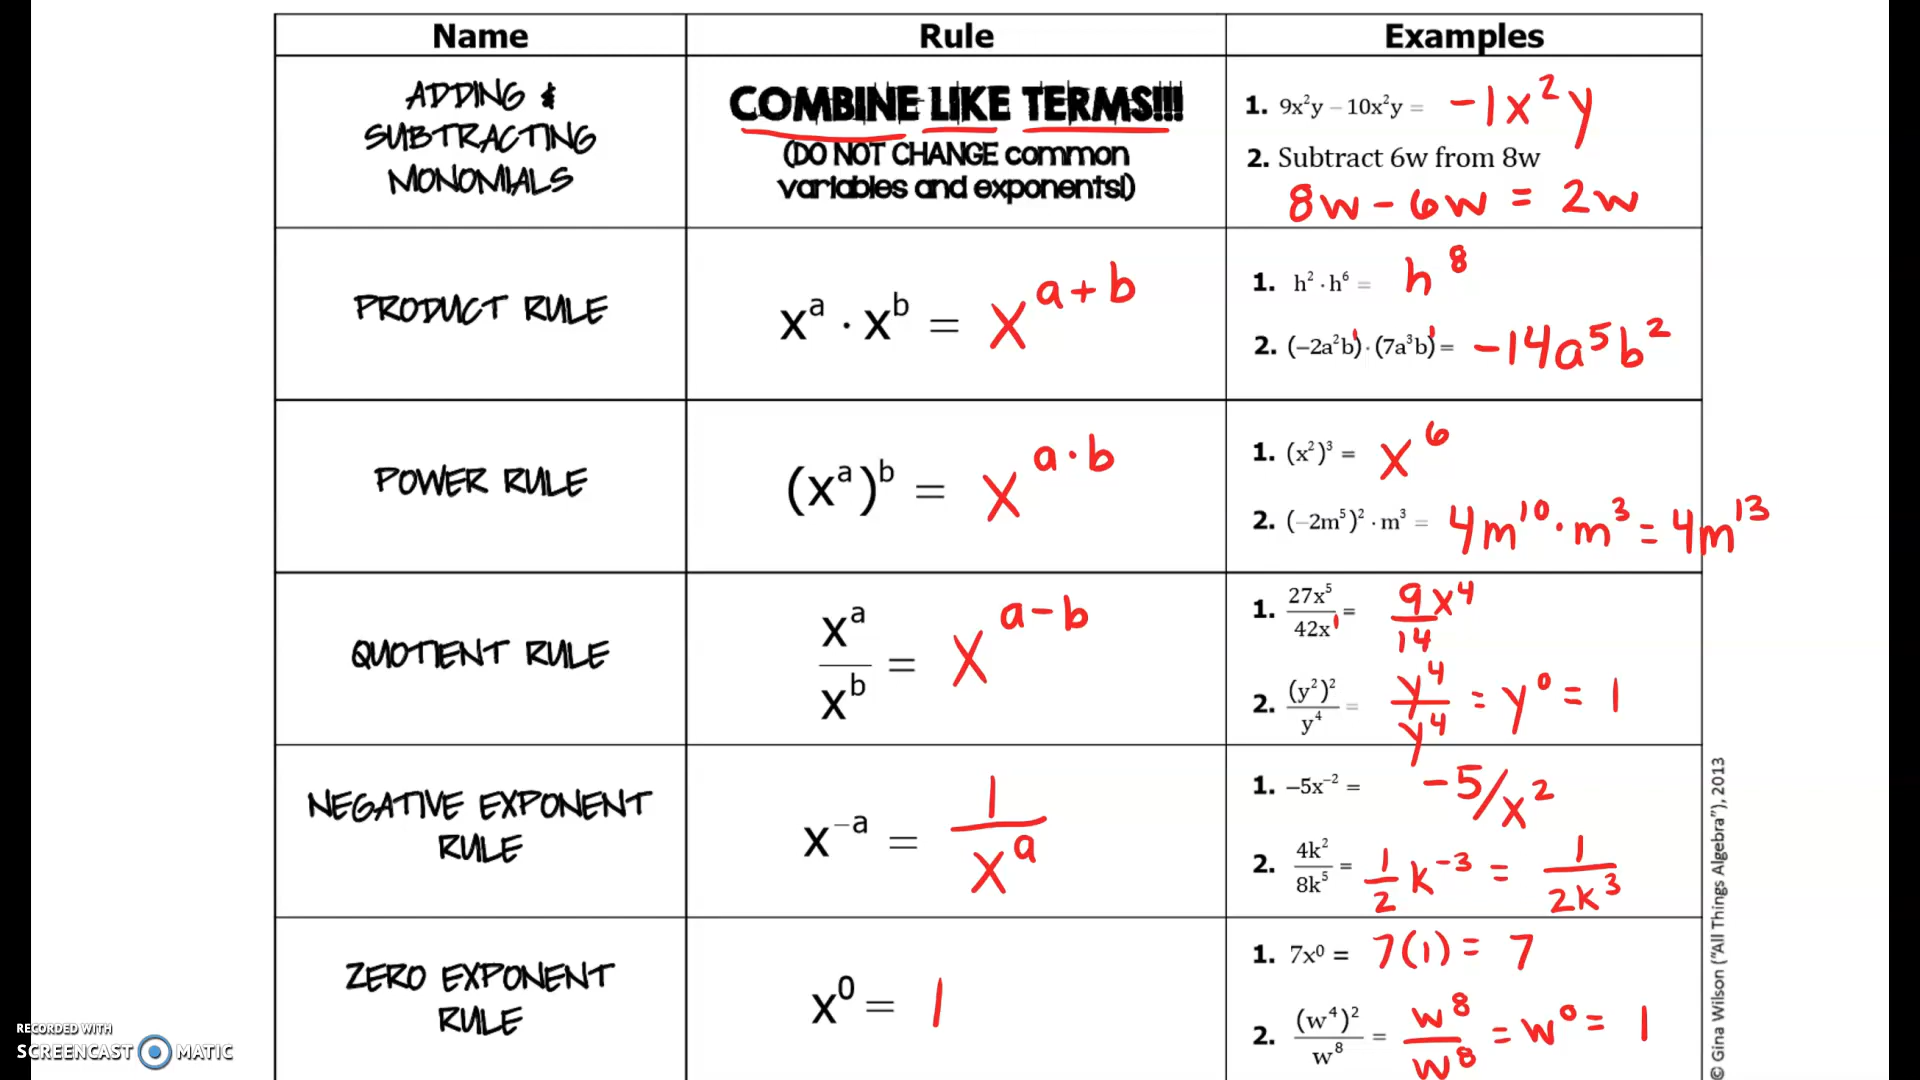 Name Rule Examples
ADDING &
SUBTRACTING
MONOMIALS
COMBINE LIKE TERMS!!!
(DO NOT CHANGE common
variables and exponents!)
1. 9x²y – 10x²y = -1x²y
2. Subtract 6w from 8w
8w - 6w = 2w
PRODUCT RULE
xᵃ · xᵇ = xᵃ⁺ᵇ
1. h² · h⁶ = h⁸
2. (–2a²b¹) · (7a³b¹) = -14a⁵b²
POWER RULE
(xᵃ)ᵇ = x^(a·b)
1. (x²)³ = x⁶
2. (–2m⁵)² · m³ = 4m¹⁰ · m³ = 4m¹³
QUOTIENT RULE
xᵃ/xᵇ = xᵃ⁻ᵇ
1. 27x⁵/42x¹ = 9x⁴/14
2. (y²)²/y⁴ = y⁴/y⁴ = y⁰ = 1
NEGATIVE EXPONENT
RULE
x⁻ᵃ = 1/xᵃ
1. –5x⁻² = -5/x²
2. 4k²/8k⁵ = 1/2 k⁻³ = 1/2k³
ZERO EXPONENT
RULE
x⁰ = 1
1. 7x⁰ = 7(1) = 7
2. (w⁴)²/w⁸ = w⁸/w⁸ = w⁰ = 1
© Gina Wilson ("All Things Algebra"), 2013
RECORDED WITH
SCREENCAST MATIC